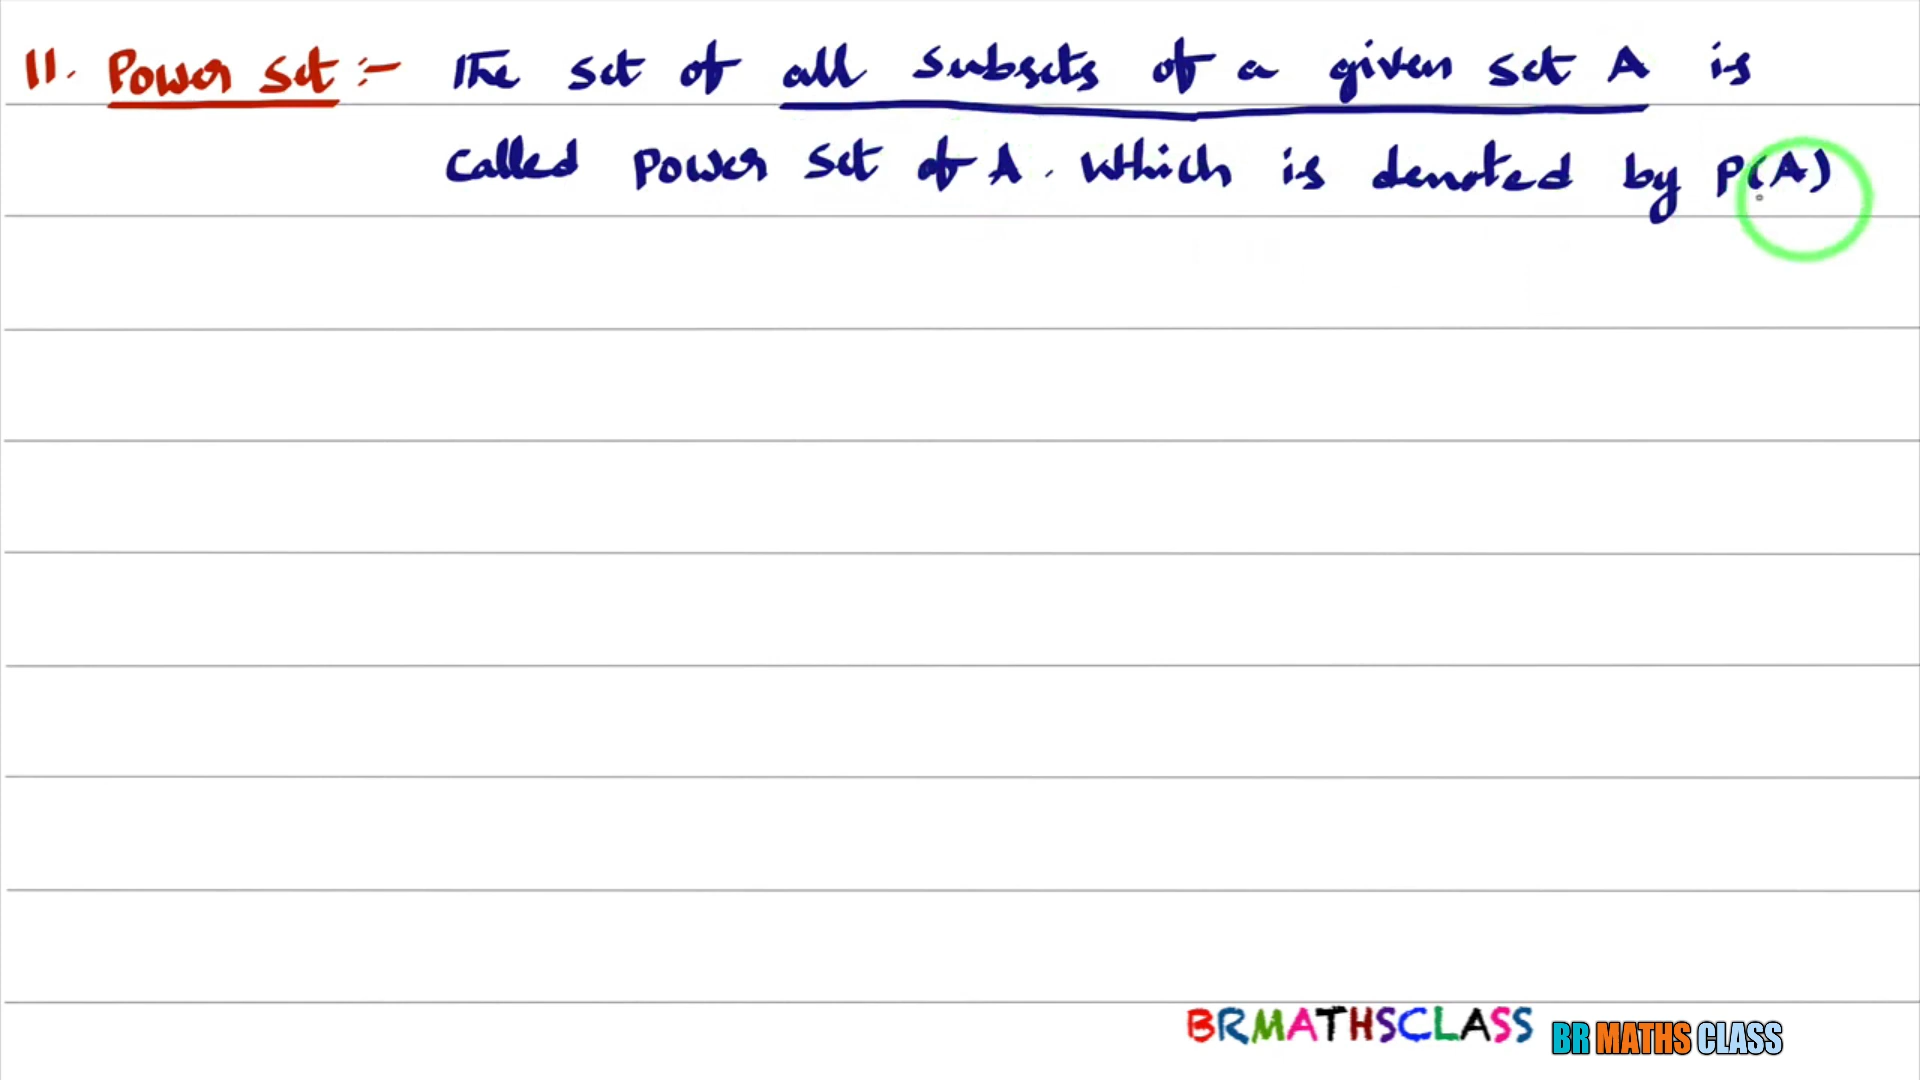 11. Power Set :- The set of all subsets of a given set A is
called Power Set of A. Which is denoted by P(A)
BRMATHSCLASS
BR MATHS CLASS